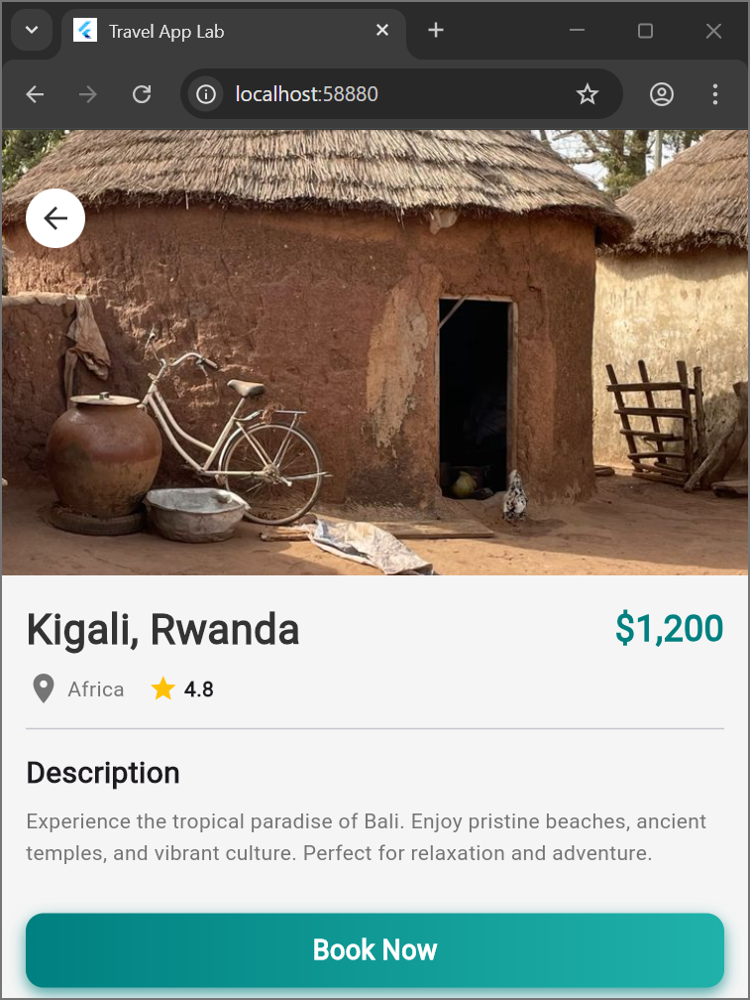 Travel App Lab
localhost:58880
Kigali, Rwanda
$1,200
Africa 4.8
Description
Experience the tropical paradise of Bali. Enjoy pristine beaches, ancient
temples, and vibrant culture. Perfect for relaxation and adventure.
Book Now